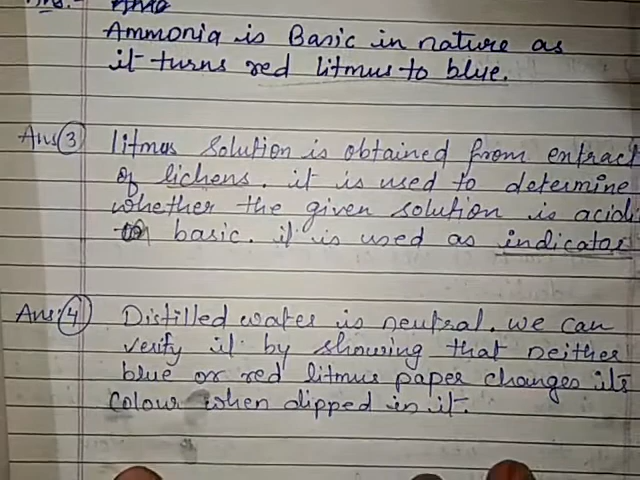 Ans:-
Ammonia is Basic in nature as
it turns red litmus to blue.
Ans:(3) litmus solution is obtained from extract
of lichens. it is used to determine
whether the given solution is acidi
basic. it is used as indicator
Ans:(4) Distilled water is neutral. we can
verify it by showing that neither
blue or red litmus paper changes its
colour when dipped in it.